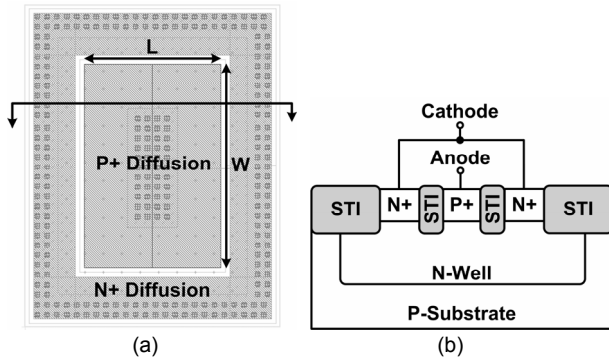 L
P+ Diffusion
W
N+ Diffusion
(a)
Cathode
Anode
STI N+ STI P+ STI N+ STI
N-Well
P-Substrate
(b)